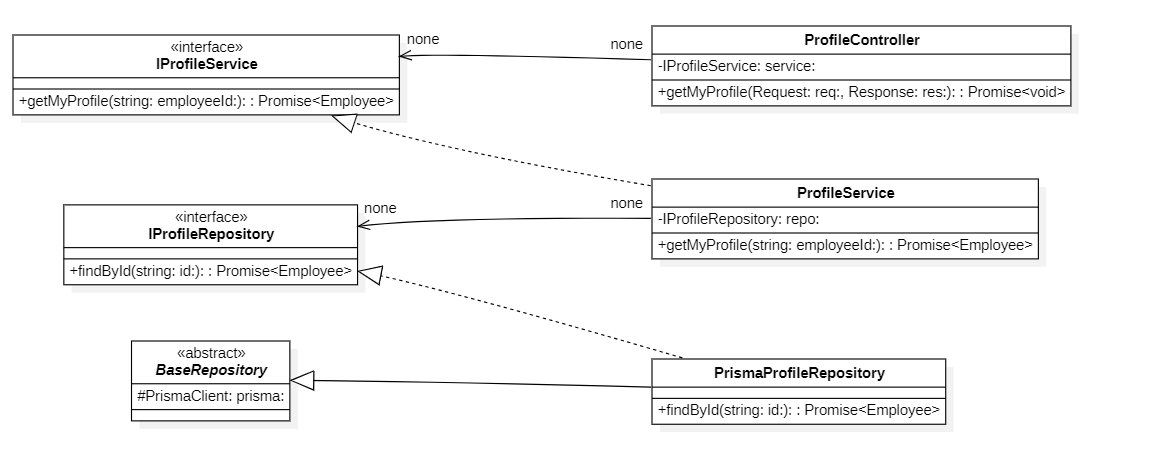 «interface»
IProfileService
+getMyProfile(string: employeeId:): : Promise<Employee>
none
none
ProfileController
-IProfileService: service:
+getMyProfile(Request: req:, Response: res:): : Promise<void>
«interface»
IProfileRepository
+findById(string: id:): : Promise<Employee>
none
none
ProfileService
-IProfileRepository: repo:
+getMyProfile(string: employeeId:): : Promise<Employee>
«abstract»
BaseRepository
#PrismaClient: prisma:
PrismaProfileRepository
+findById(string: id:): : Promise<Employee>